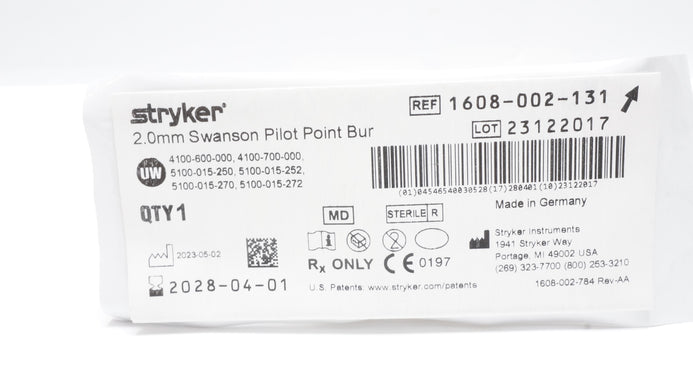 stryker®
REF 1608-002-131
2.0mm Swanson Pilot Point Bur
LOT 23122017
UW
4100-600-000, 4100-700-000,
5100-015-250, 5100-015-252,
5100-015-270, 5100-015-272
(01)04546540030528(17)280401(10)23122017
QTY 1
MD
STERILE R
Made in Germany
2023-05-02
2
Rx ONLY
CE 0197
Stryker Instruments
1941 Stryker Way
Portage, MI 49002 USA
(269) 323-7700 (800) 253-3210
2028-04-01
U.S. Patents: www.stryker.com/patents
1608-002-784 Rev-AA